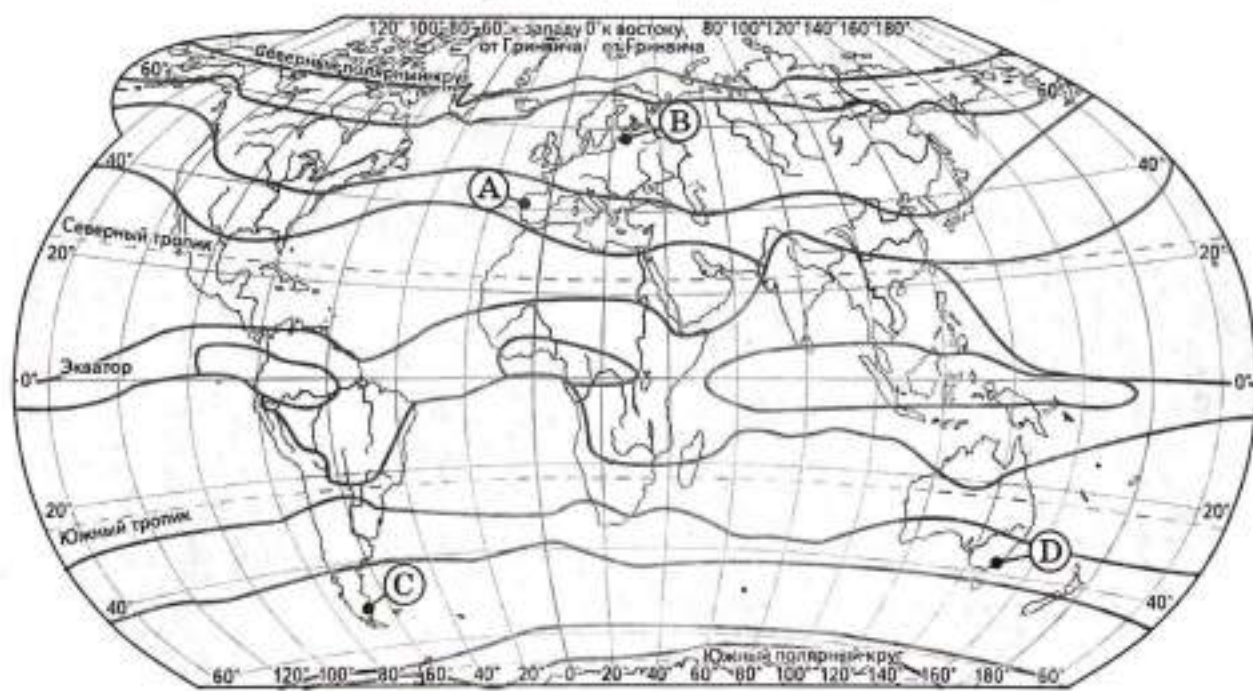 120° 100° 80° 60° к западу 0° к востоку 80° 100° 120° 140° 160° 180°
от Гринвича от Гринвича
Северный полярный круг
60°
60°
B
40°
40°
A
Северный тропик
20°
20°
Экватор
0°
0°
20°
20°
Южный тропик
D
C
40°
40°
Южный полярный круг
60° 120° 100° 80° 60° 40° 20° 0° 20° 40° 60° 80° 100° 120° 140° 160° 180° 60°